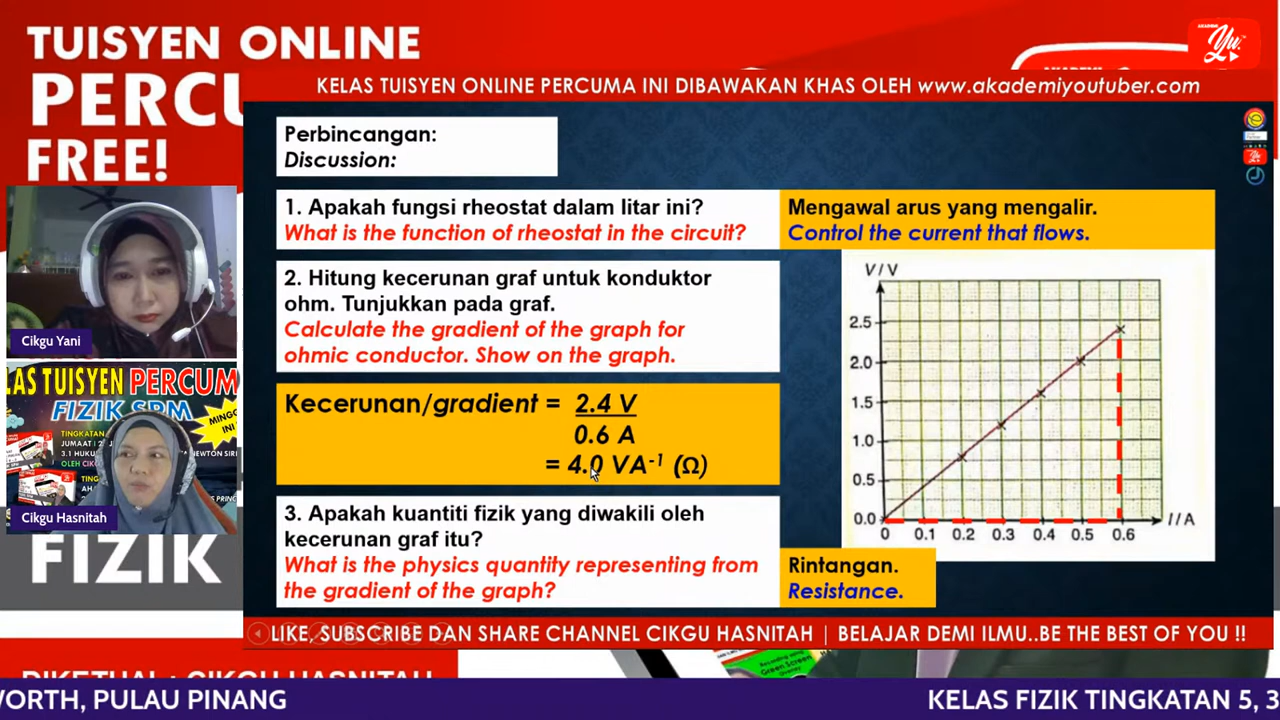 TUISYEN ONLINE
PERCU
FREE!
KELAS TUISYEN ONLINE PERCUMA INI DIBAWAKAN KHAS OLEH www.akademiyoutuber.com
Perbincangan:
Discussion:
1. Apakah fungsi rheostat dalam litar ini?
What is the function of rheostat in the circuit?
Mengawal arus yang mengalir.
Control the current that flows.
2. Hitung kecerunan graf untuk konduktor
ohm. Tunjukkan pada graf.
Calculate the gradient of the graph for
ohmic conductor. Show on the graph.
Kecerunan/gradient = 2.4 V
0.6 A
= 4.0 VA⁻¹ (Ω)
3. Apakah kuantiti fizik yang diwakili oleh
kecerunan graf itu?
What is the physics quantity representing from
the gradient of the graph?
Rintangan.
Resistance.
V/V
2.5
2.0
1.5
1.0
0.5
0.0
0 0.1 0.2 0.3 0.4 0.5 0.6
I/A
Cikgu Yani
LAS TUISYEN PERCUM
FIZIK SPM
MINGG
INI
TINGKATAN
Cikgu Hasnitah
FIZIK
LIKE, SUBSCRIBE DAN SHARE CHANNEL CIKGU HASNITAH | BELAJAR DEMI ILMU..BE THE BEST OF YOU !!
Green Screen
WORTH, PULAU PINANG
KELAS FIZIK TINGKATAN 5, 3